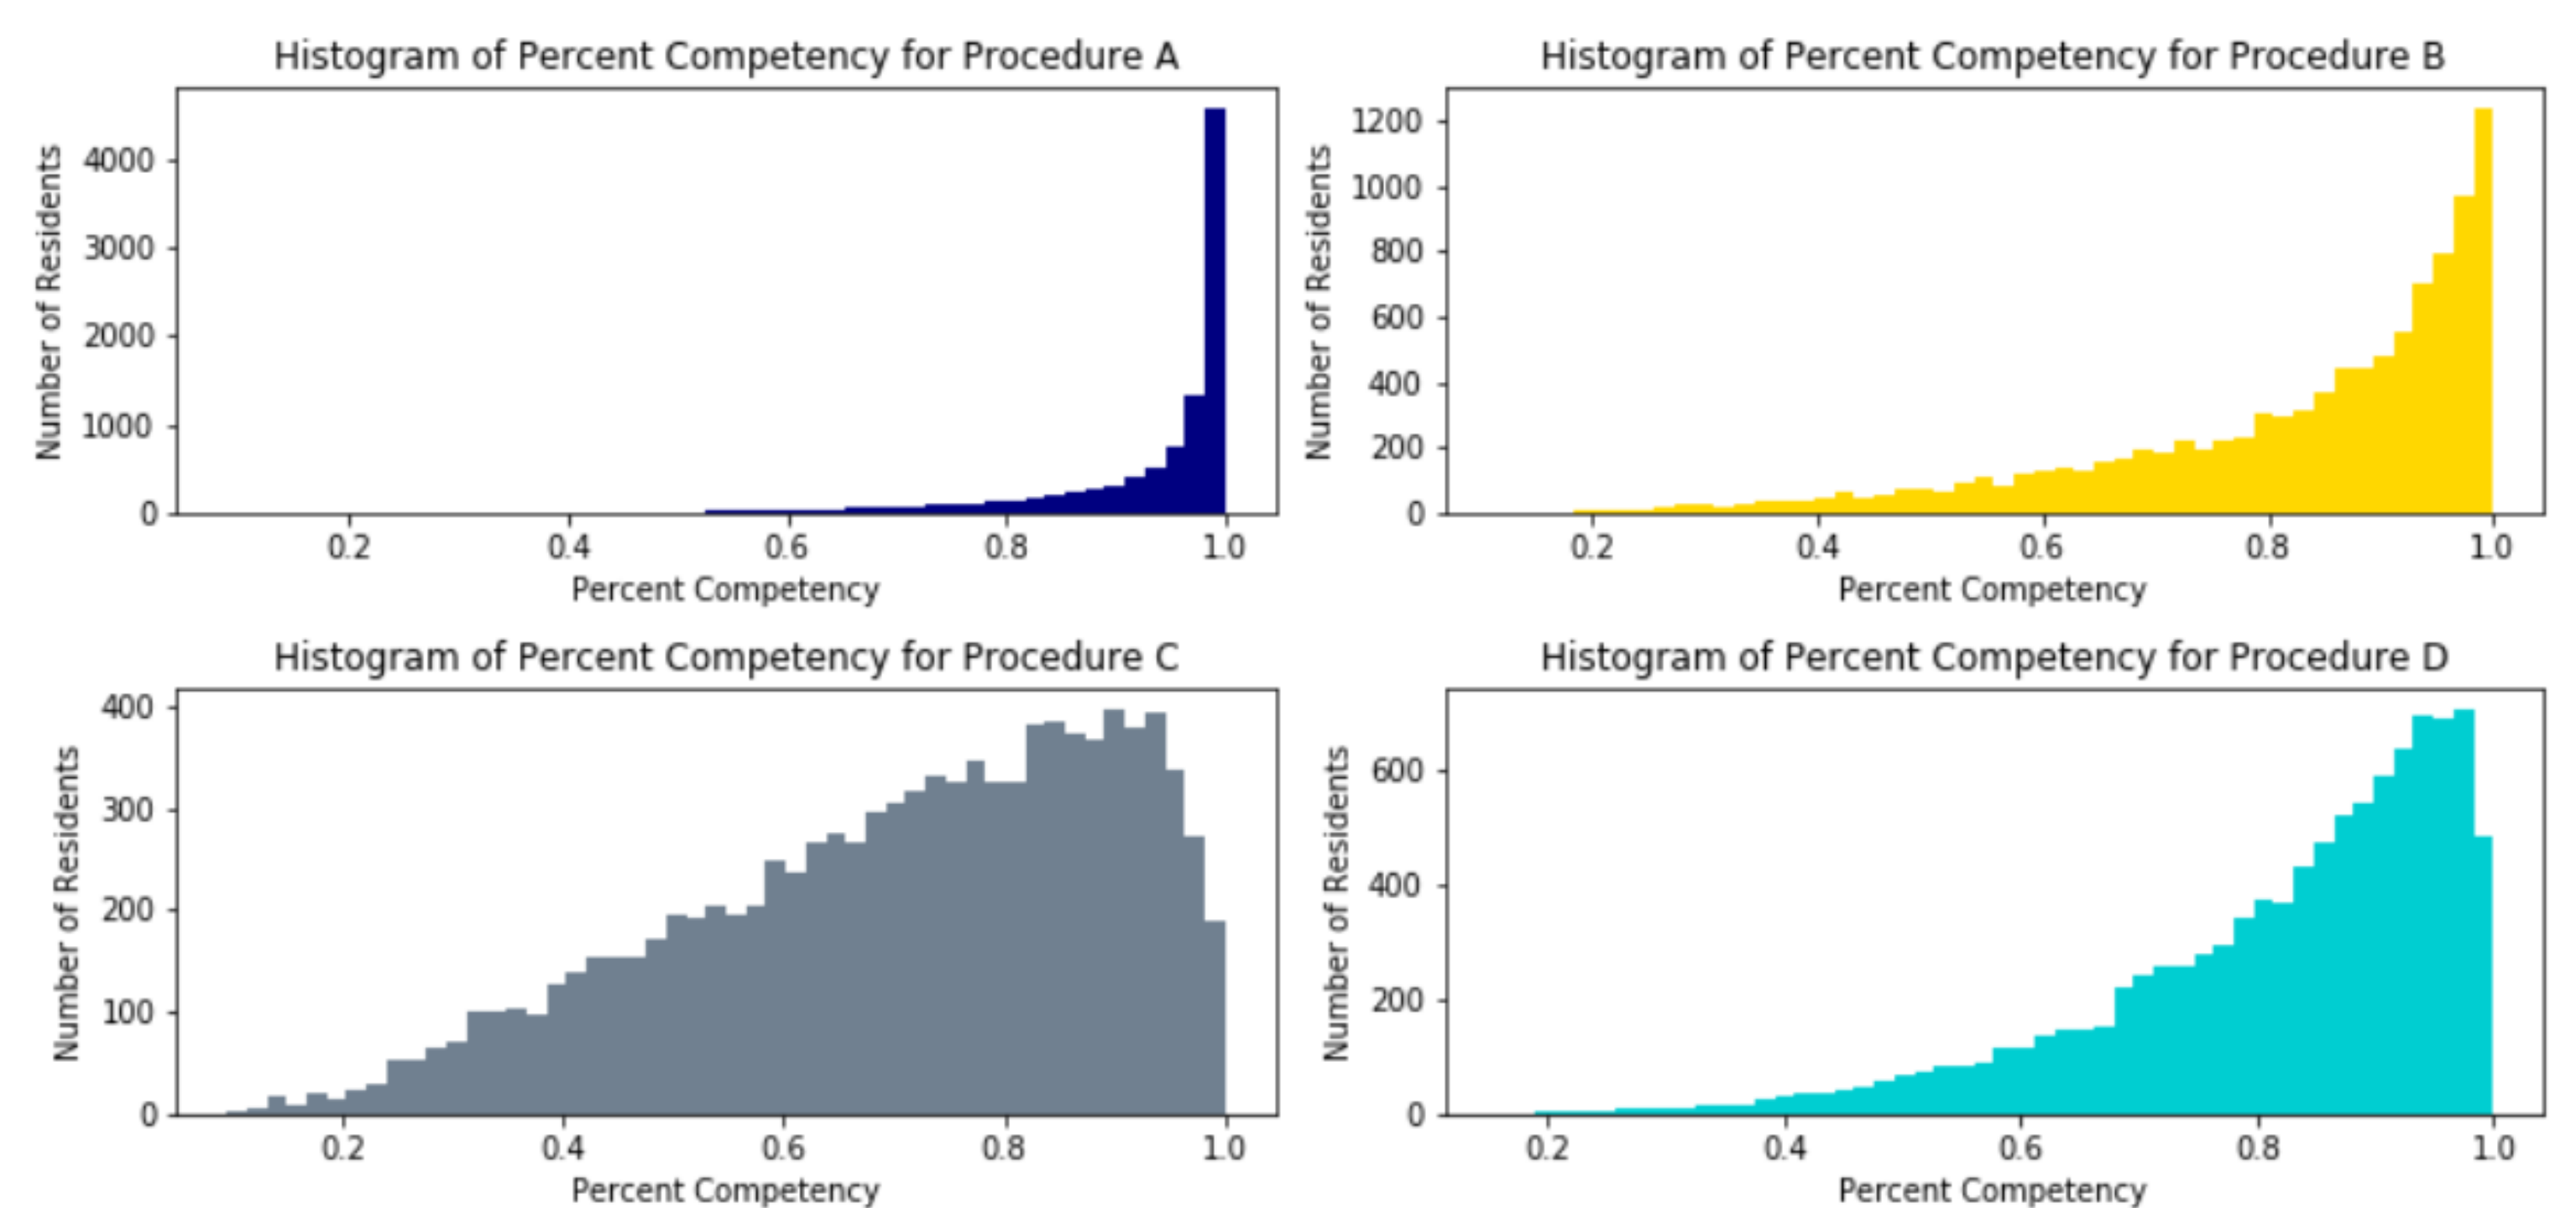 Histogram of Percent Competency for Procedure A
Number of Residents
4000
3000
2000
1000
0
0.2 0.4 0.6 0.8 1.0
Percent Competency
Histogram of Percent Competency for Procedure B
Number of Residents
1200
1000
800
600
400
200
0
0.2 0.4 0.6 0.8 1.0
Percent Competency
Histogram of Percent Competency for Procedure C
Number of Residents
400
300
200
100
0
0.2 0.4 0.6 0.8 1.0
Percent Competency
Histogram of Percent Competency for Procedure D
Number of Residents
600
400
200
0
0.2 0.4 0.6 0.8 1.0
Percent Competency